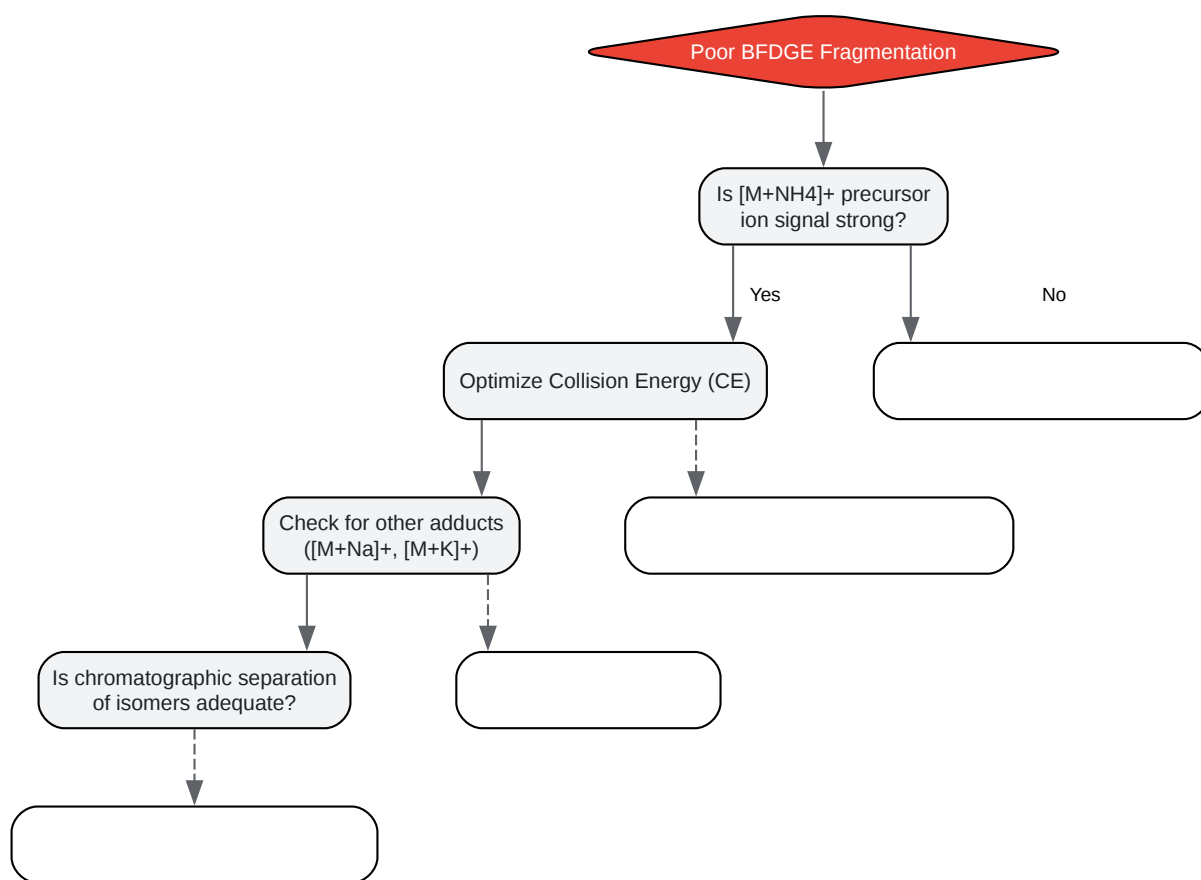 Poor BFDGE Fragmentation
Is [M+NH4]+ precursor
ion signal strong?
Yes
No
Optimize Collision Energy (CE)
Check for other adducts
([M+Na]+, [M+K]+)
Is chromatographic separation
of isomers adequate?